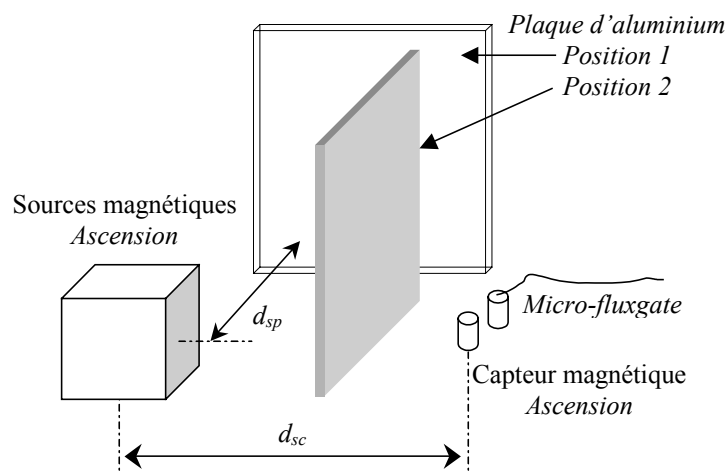 Plaque d’aluminium
Position 1
Position 2
Sources magnétiques
Ascension
d_sp
Micro-fluxgate
Capteur magnétique
Ascension
d_sc